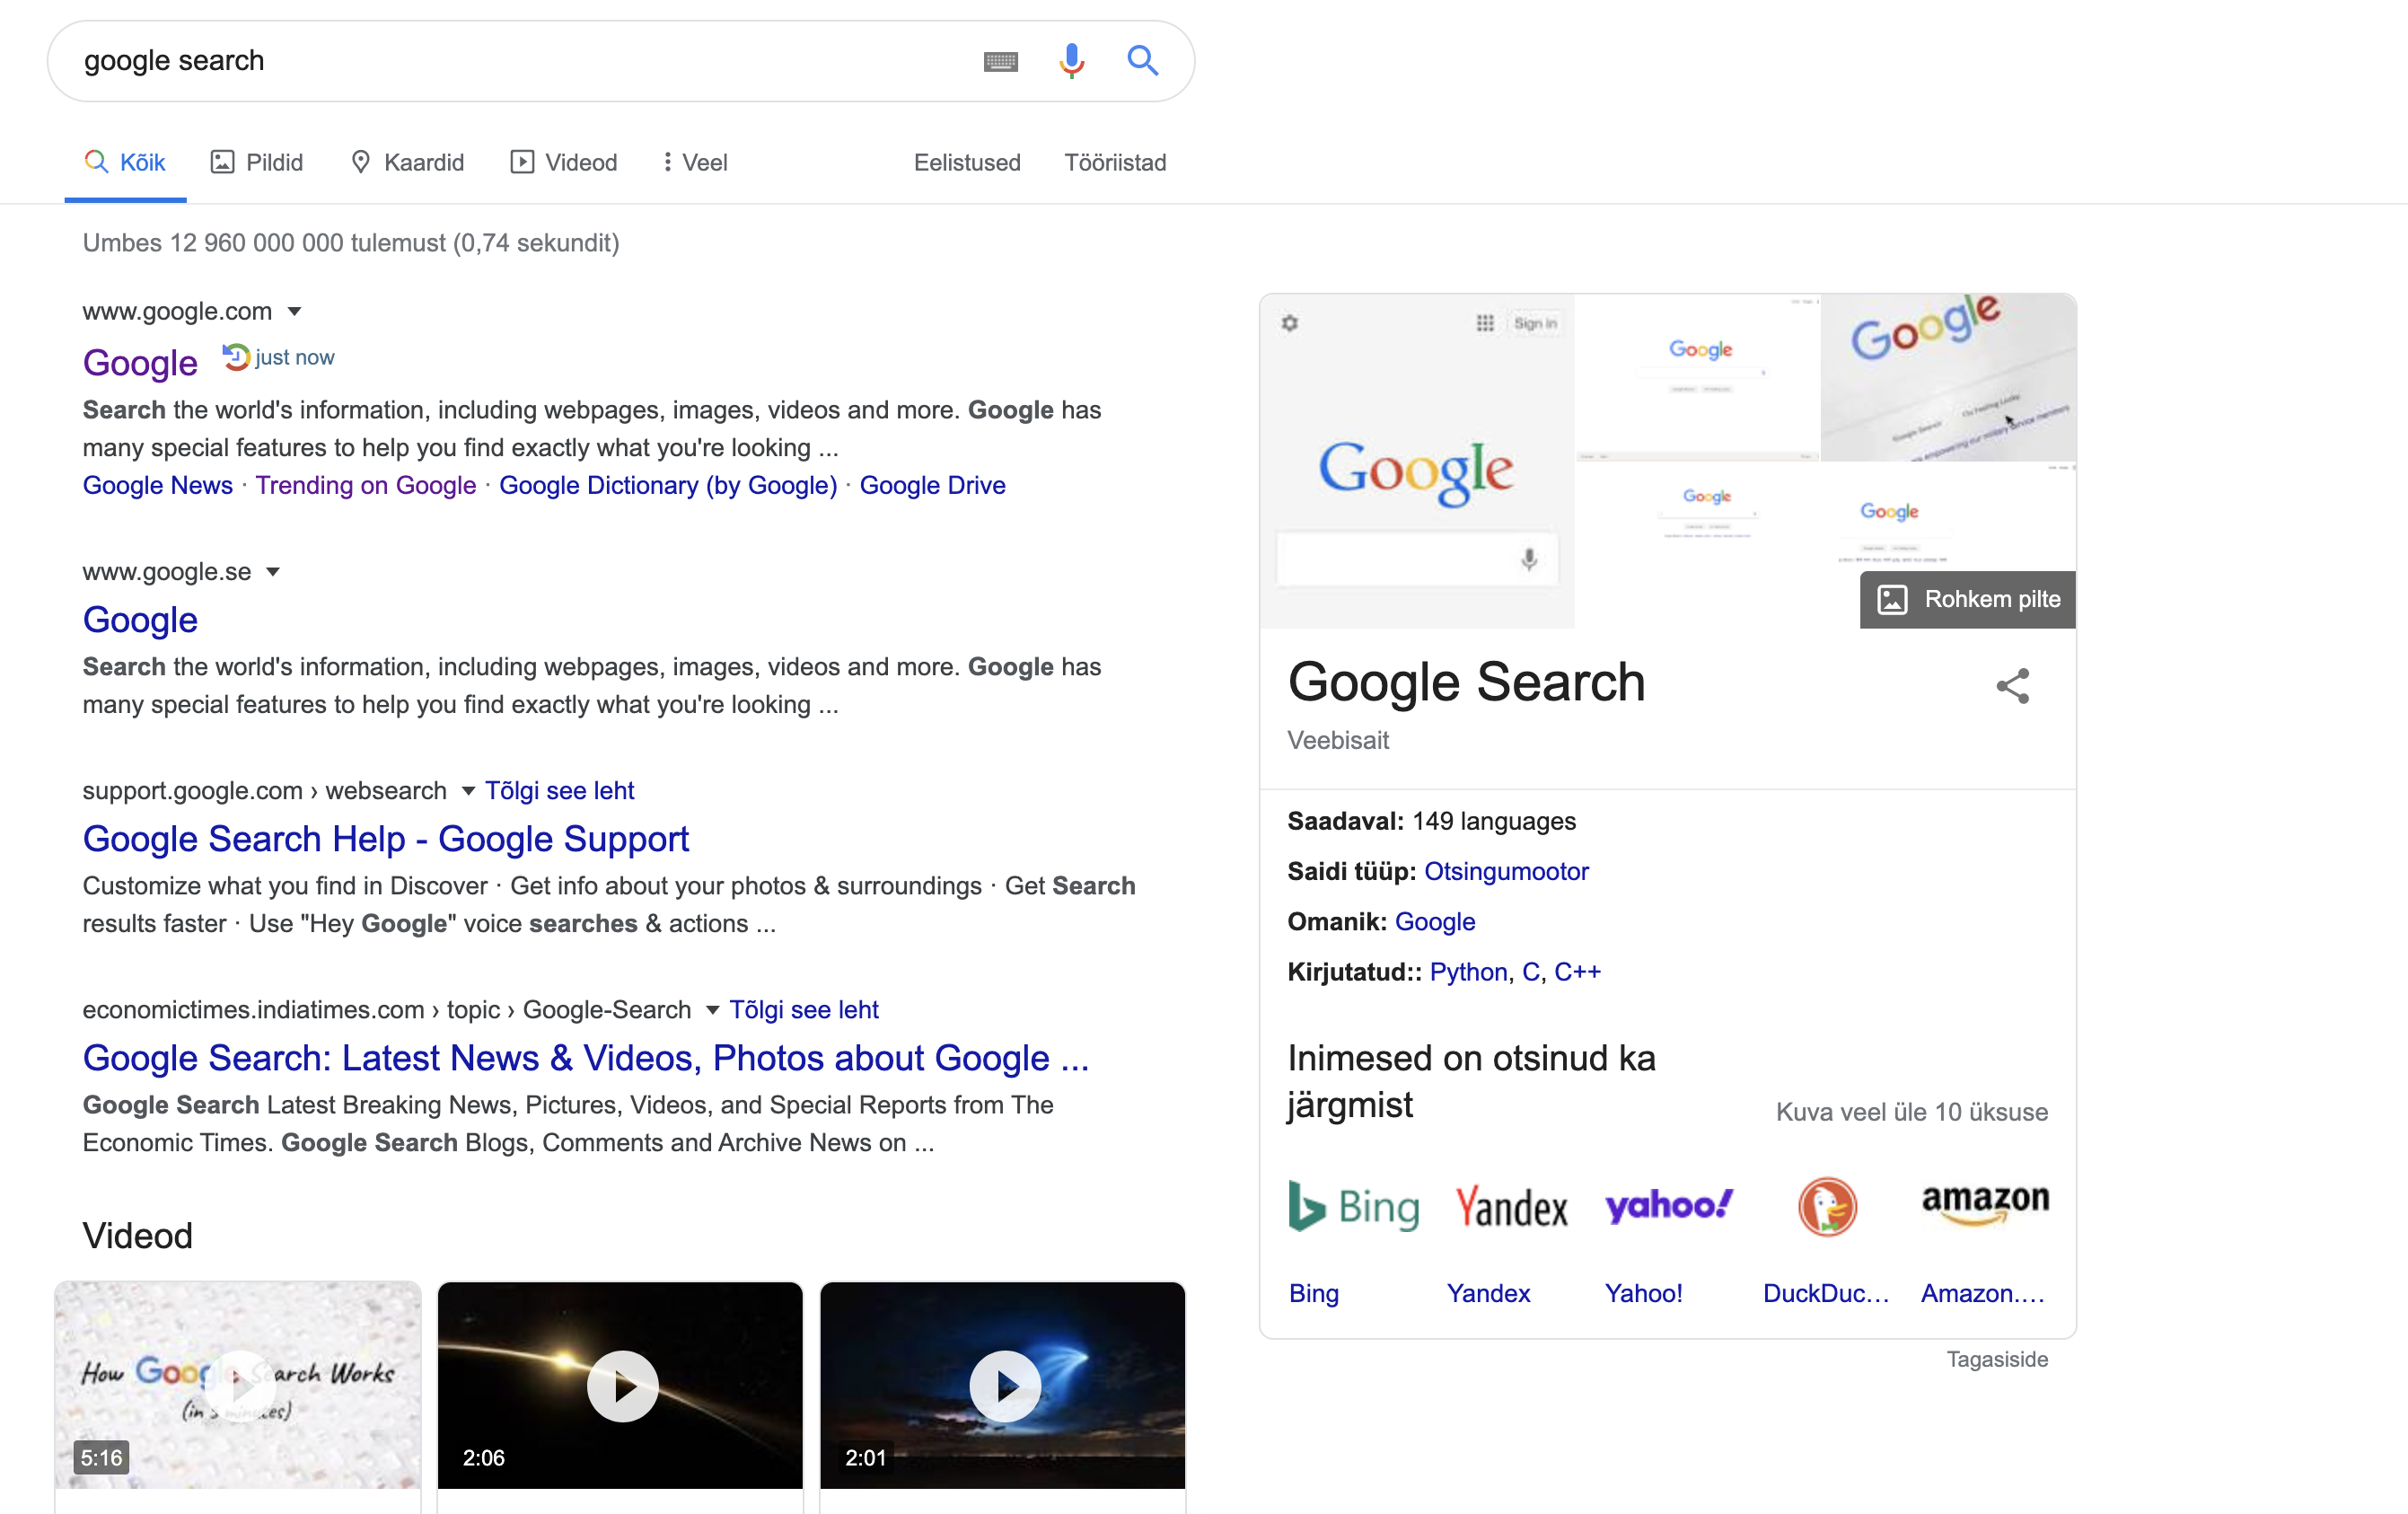 google search
Kõik Pildid Kaardid Videod Veel Eelistused Tööriistad
Umbes 12 960 000 000 tulemust (0,74 sekundit)
www.google.com
Google just now
Search the world's information, including webpages, images, videos and more. Google has
many special features to help you find exactly what you're looking ...
Google News · Trending on Google · Google Dictionary (by Google) · Google Drive
www.google.se
Google
Search the world's information, including webpages, images, videos and more. Google has
many special features to help you find exactly what you're looking ...
support.google.com › websearch Tõlgi see leht
Google Search Help - Google Support
Customize what you find in Discover · Get info about your photos & surroundings · Get Search
results faster · Use "Hey Google" voice searches & actions ...
economictimes.indiatimes.com › topic › Google-Search Tõlgi see leht
Google Search: Latest News & Videos, Photos about Google ...
Google Search Latest Breaking News, Pictures, Videos, and Special Reports from The
Economic Times. Google Search Blogs, Comments and Archive News on ...
Videod
How Google Search Works
(in 5 minutes)
5:16
2:06
2:01
Sign in
Google
Google
Google
Google Search
I'm Feeling Lucky
Google
Google
Rohkem pilte
Google Search
Veebisait
Saadaval: 149 languages
Saidi tüüp: Otsingumootor
Omanik: Google
Kirjutatud:: Python, C, C++
Inimesed on otsinud ka
järgmist
Kuva veel üle 10 üksuse
Bing Yandex yahoo! amazon
Bing Yandex Yahoo! DuckDuc... Amazon....
Tagasiside